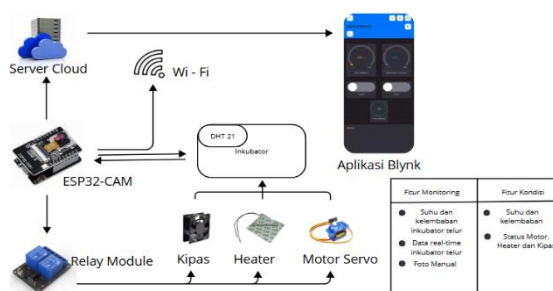 Server Cloud
Wi - Fi
DHT 21
Inkubator
ESP32-CAM
Aplikasi Blynk
Relay Module
Kipas
Heater
Motor Servo
Fitur Monitoring
Suhu dan
kelembaban
inkubator telur
Data real-time
inkubator telur
Foto Manual
Fitur Kondisi
Suhu dan
kelembaban
Status Motor,
Heater dan Kipas